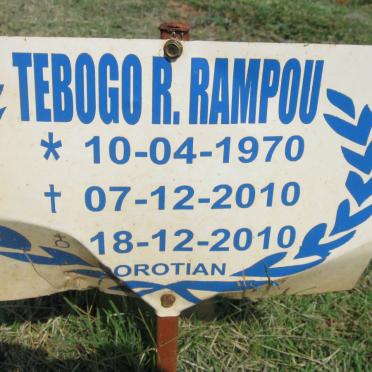 TEBOGO R. RAMPOU
* 10-04-1970
† 07-12-2010
⚰ 18-12-2010
OROTIAN